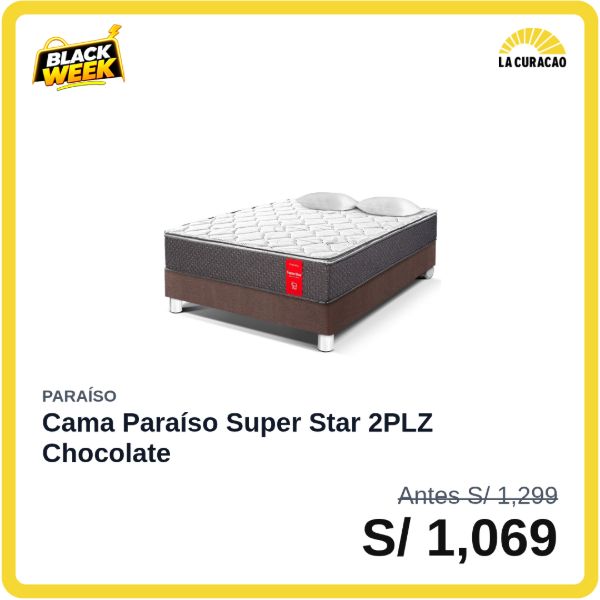 BLACK
WEEK
LA CURACAO
PARAÍSO
Cama Paraíso Super Star 2PLZ
Chocolate
Antes S/ 1,299
S/ 1,069